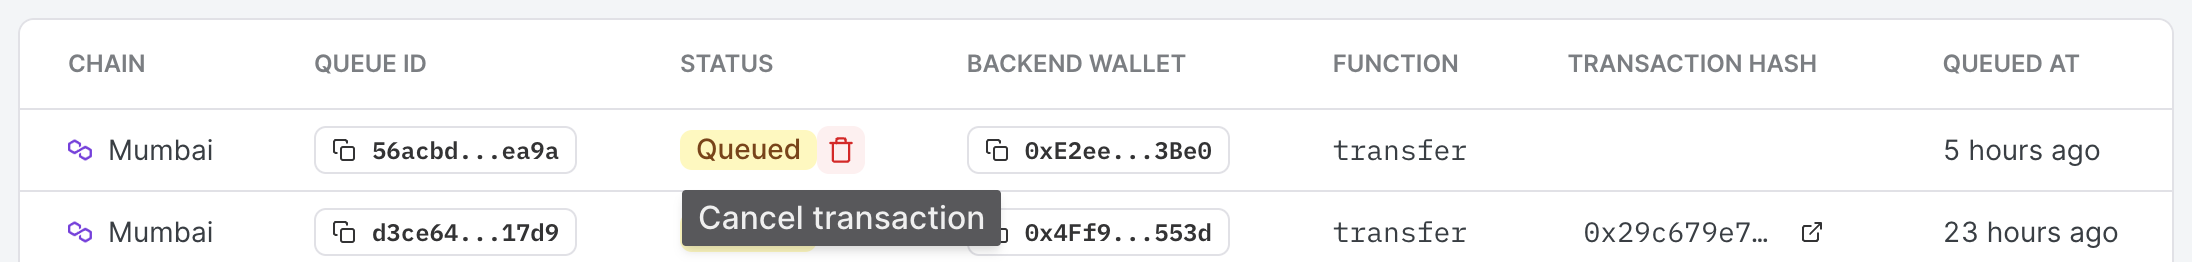 CHAIN QUEUE ID STATUS BACKEND WALLET FUNCTION TRANSACTION HASH QUEUED AT
Mumbai 56acbd...ea9a Queued 0xE2ee...3Be0 transfer 5 hours ago
Cancel transaction
Mumbai d3ce64...17d9 0x4Ff9...553d transfer 0x29c679e7… 23 hours ago